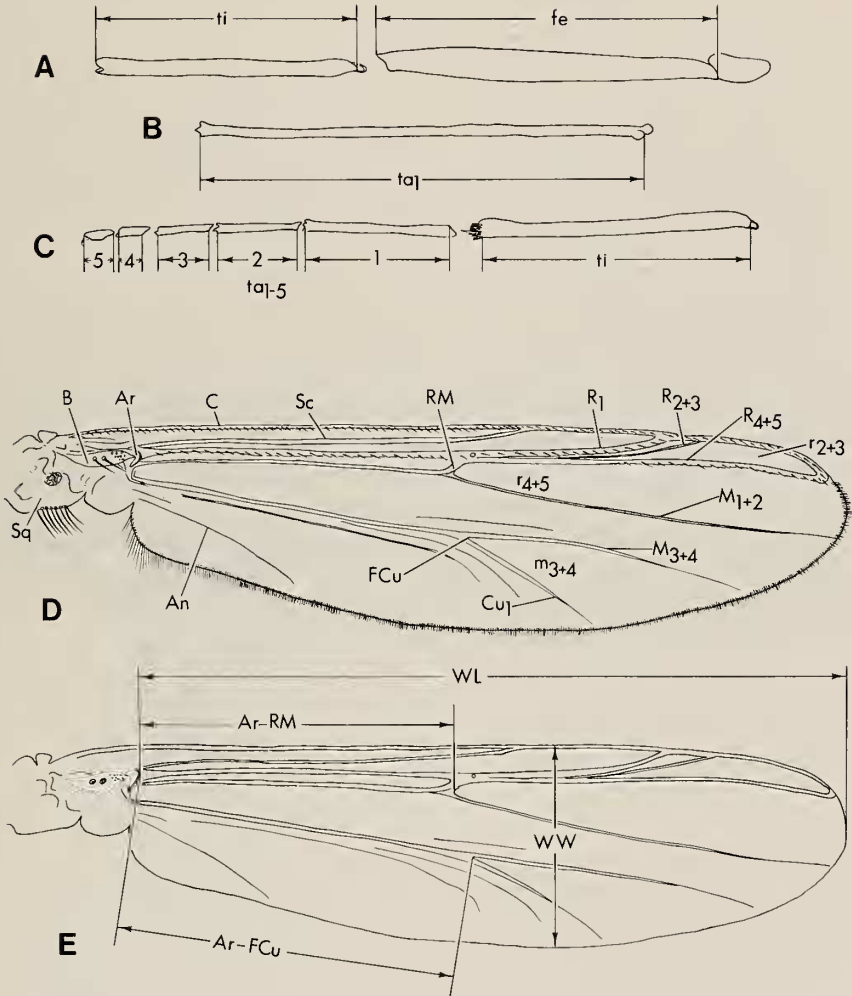 ti fe
A
B
ta1
C
5 4 3 2 1
ta1-5 ti
B Ar C Sc RM R1 R2+3 R4+5
r2+3
r4+5
M1+2
Sq
M3+4
m3+4
FCu
An Cu1
D
WL
Ar-RM
WW
Ar-FCu
E